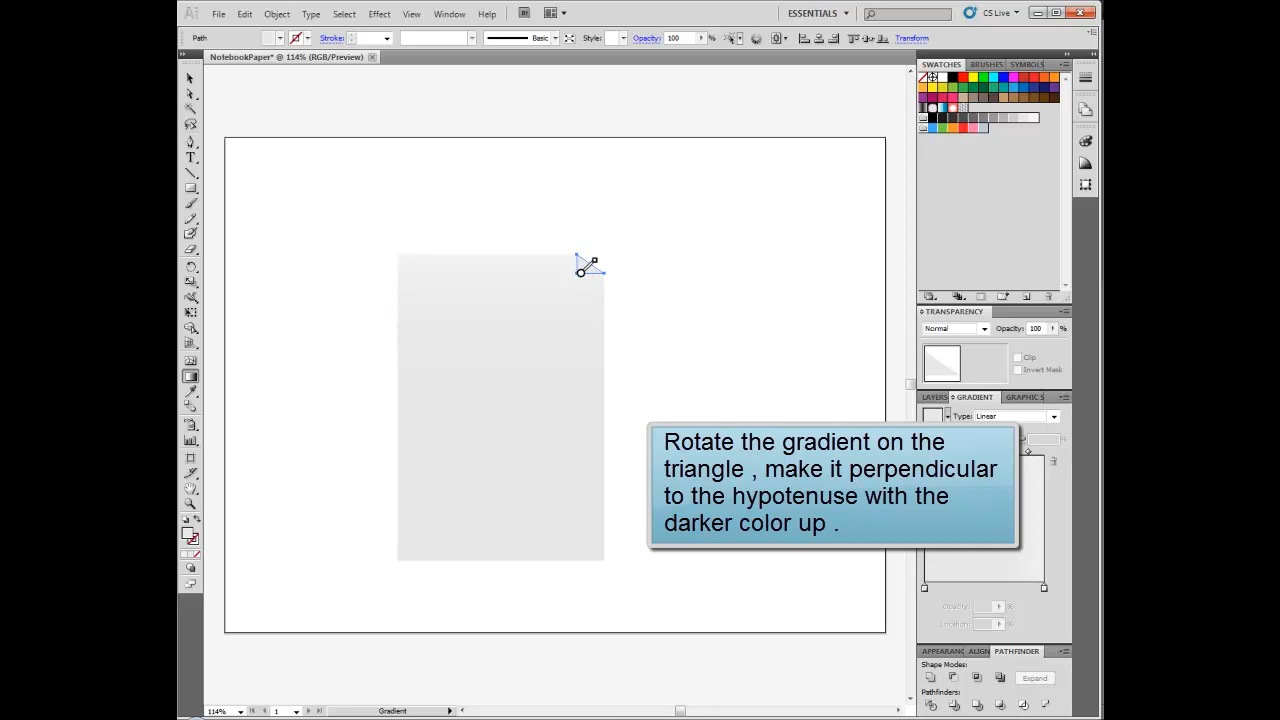 Ai File Edit Object Type Select Effect View Window Help Br ESSENTIALS CS Live
Path Stroke: Basic Style: Opacity: 100 % Transform
NotebookPaper* @ 114% (RGB/Preview)
SWATCHES BRUSHES SYMBOLS
TRANSPARENCY
Normal Opacity: 100 %
Clip
Invert Mask
LAYERS GRADIENT GRAPHIC S
Type: Linear
Rotate the gradient on the
triangle , make it perpendicular
to the hypotenuse with the
darker color up .
Opacity: %
Location: %
APPEARANC ALIGN PATHFINDER
Shape Modes:
Expand
Pathfinders:
114% 1 Gradient